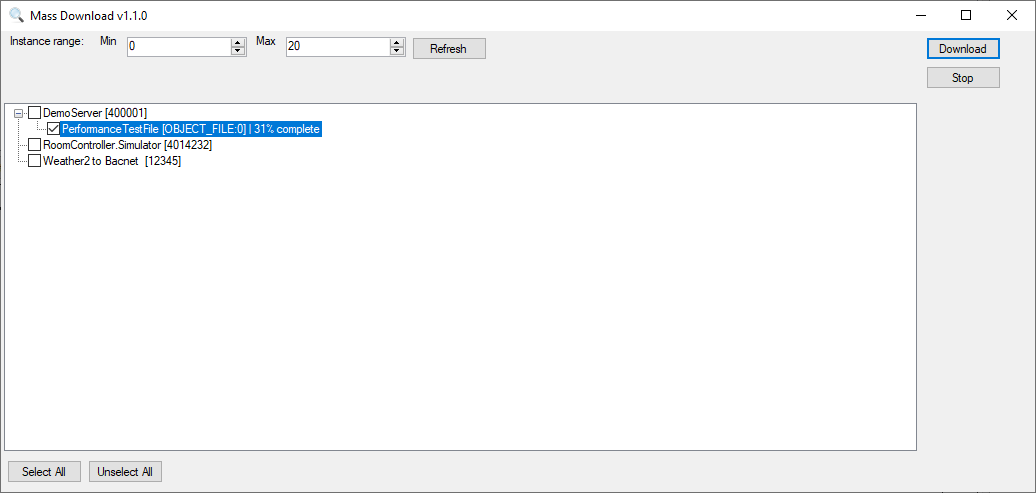 Mass Download v1.1.0
Instance range: Min 0 Max 20 Refresh Download
Stop
DemoServer [400001]
PerformanceTestFile [OBJECT_FILE:0] | 31% complete
RoomController.Simulator [4014232]
Weather2 to Bacnet [12345]
Select All Unselect All